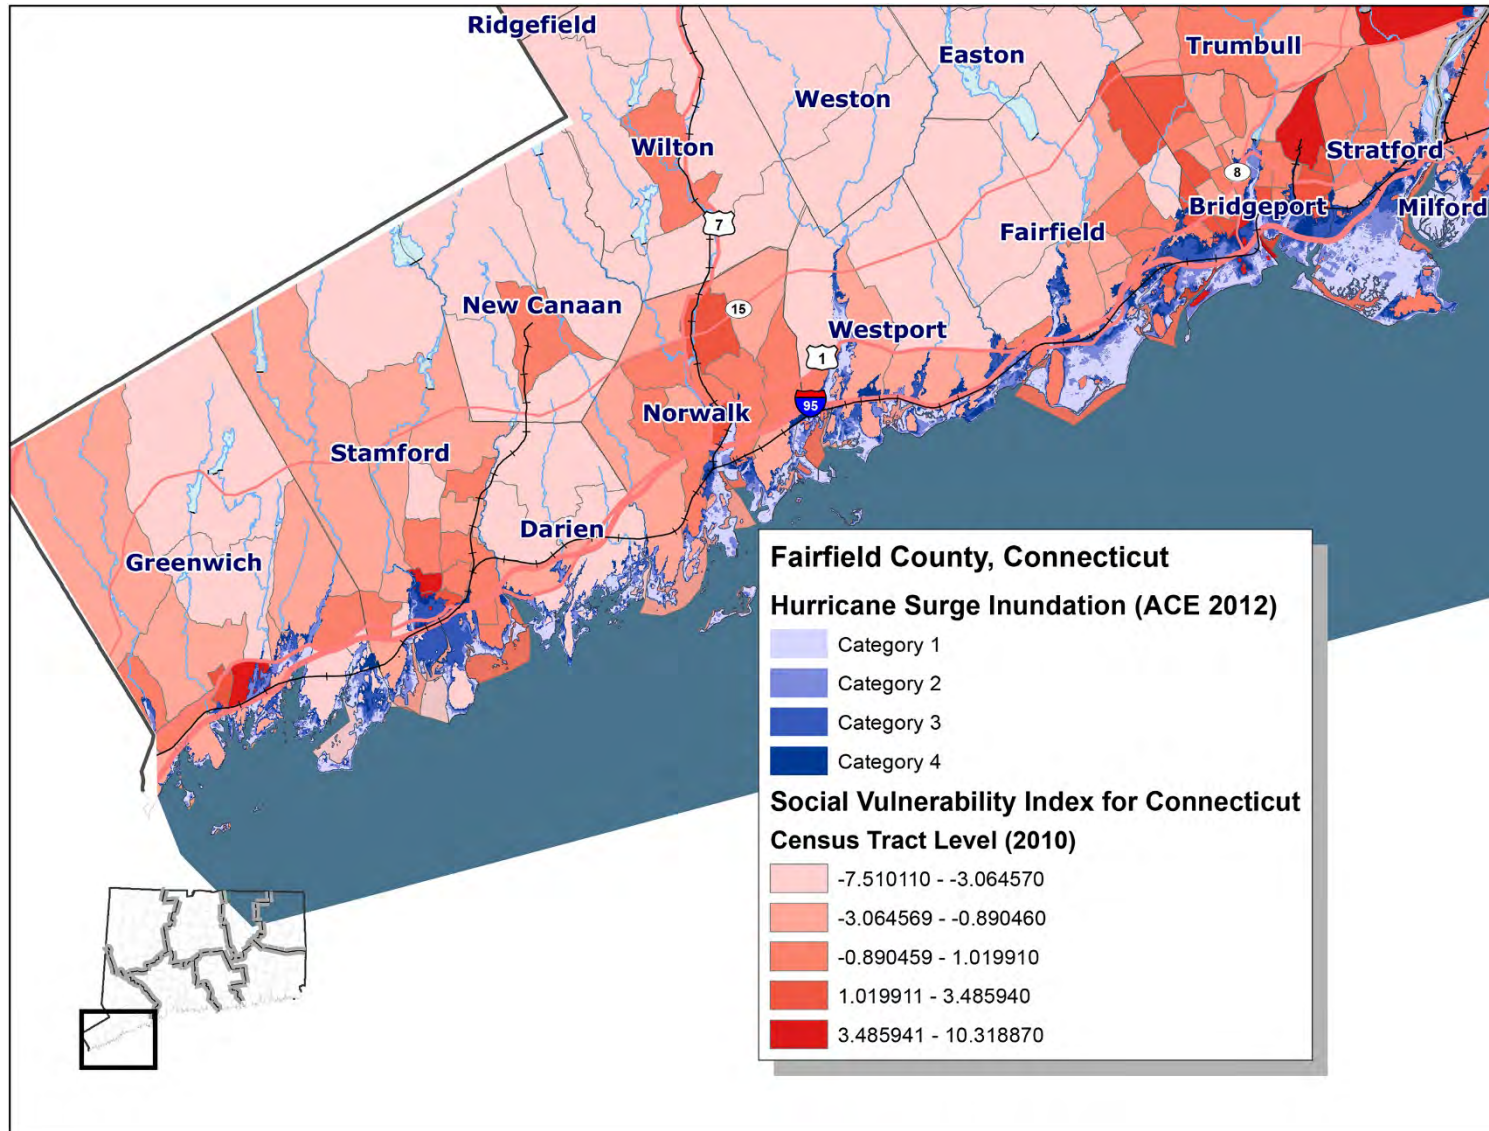 Ridgefield
Easton
Trumbull
Weston
Wilton
Stratford
8
Bridgeport
Milford
7
Fairfield
New Canaan
15
Westport
1
95
Norwalk
Stamford
Darien
Greenwich
Fairfield County, Connecticut
Hurricane Surge Inundation (ACE 2012)
Category 1
Category 2
Category 3
Category 4
Social Vulnerability Index for Connecticut
Census Tract Level (2010)
-7.510110 - -3.064570
-3.064569 - -0.890460
-0.890459 - 1.019910
1.019911 - 3.485940
3.485941 - 10.318870